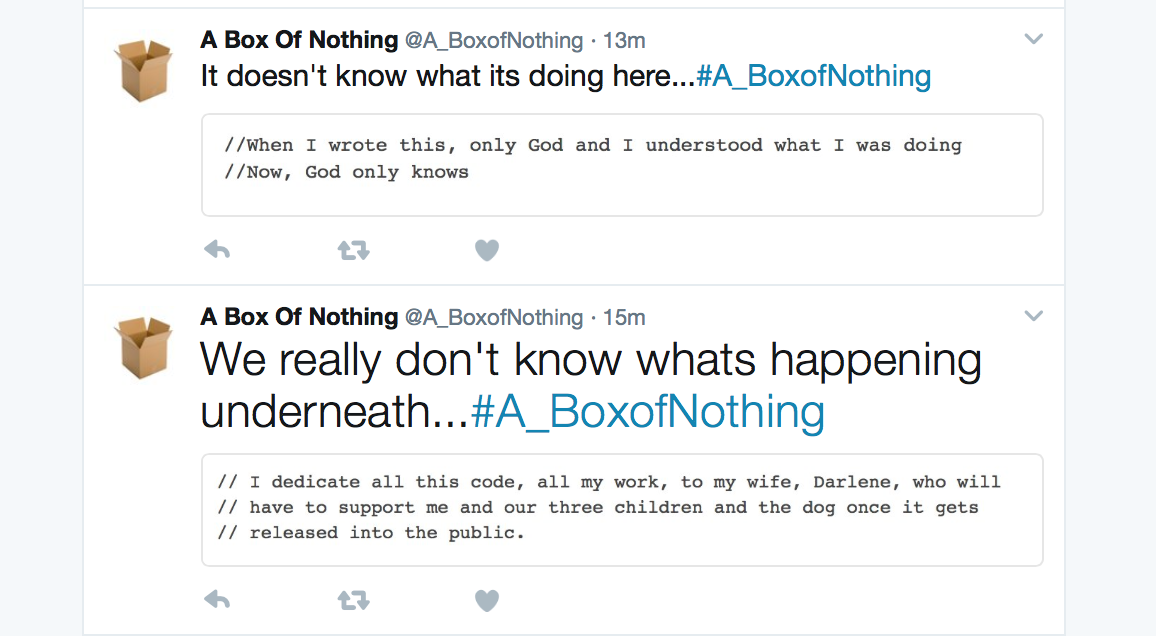 A Box Of Nothing @A_BoxofNothing · 13m
It doesn't know what its doing here...#A_BoxofNothing
//When I wrote this, only God and I understood what I was doing
//Now, God only knows
A Box Of Nothing @A_BoxofNothing · 15m
We really don't know whats happening
underneath...#A_BoxofNothing
// I dedicate all this code, all my work, to my wife, Darlene, who will
// have to support me and our three children and the dog once it gets
// released into the public.